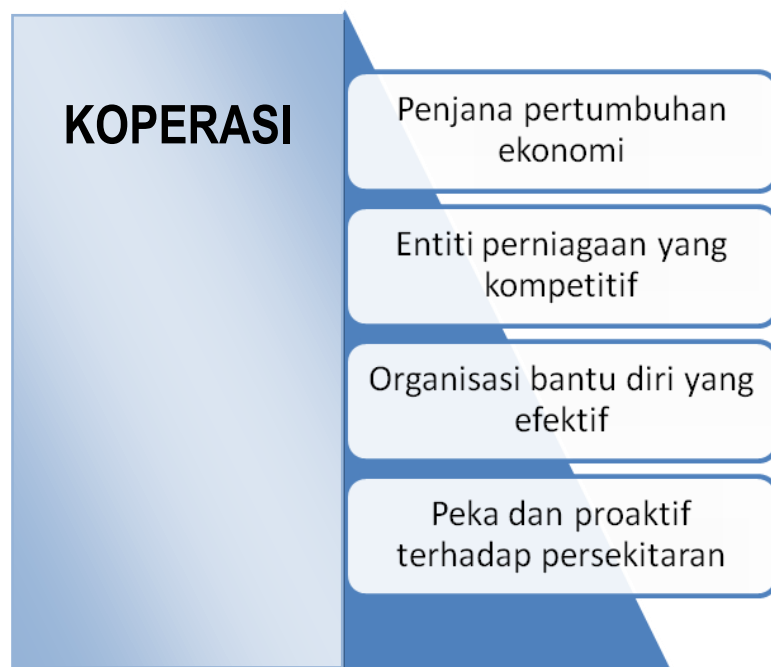 KOPERASI
Penjana pertumbuhan
ekonomi
Entiti perniagaan yang
kompetitif
Organisasi bantu diri yang
efektif
Peka dan proaktif
terhadap persekitaran